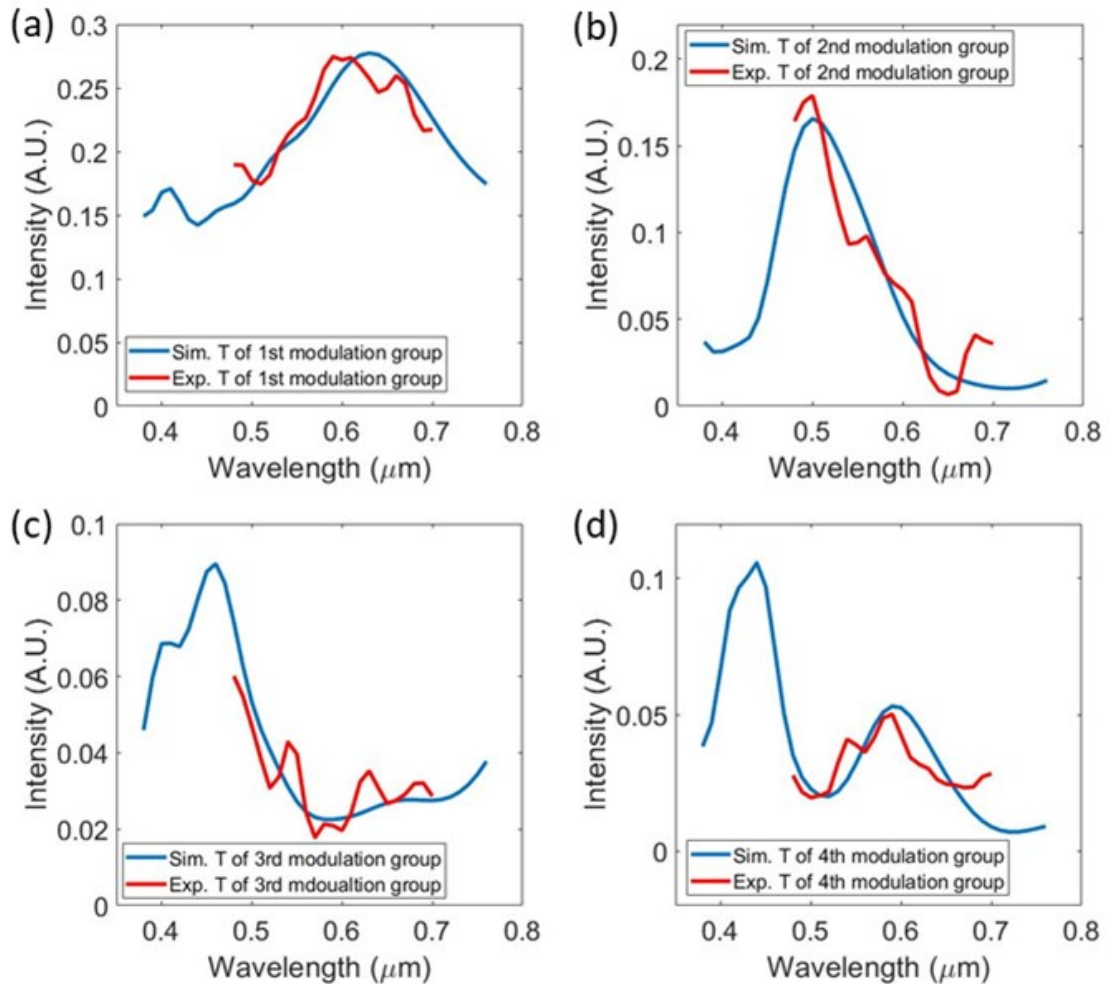 (a)
0.3
0.25
0.2
0.15
0.1
0.05
0
Intensity (A.U.)
Sim. T of 1st modulation group
Exp. T of 1st modulation group
0.4 0.5 0.6 0.7 0.8
Wavelength (μm)
(b)
0.2
0.15
0.1
0.05
0
Intensity (A.U.)
Sim. T of 2nd modulation group
Exp. T of 2nd modulation group
0.4 0.5 0.6 0.7 0.8
Wavelength (μm)
(c)
0.1
0.08
0.06
0.04
0.02
0
Intensity (A.U.)
Sim. T of 3rd modulation group
Exp. T of 3rd mdoualtion group
0.4 0.5 0.6 0.7 0.8
Wavelength (μm)
(d)
0.1
0.05
0
Intensity (A.U.)
Sim. T of 4th modulation group
Exp. T of 4th modulation group
0.4 0.5 0.6 0.7 0.8
Wavelength (μm)